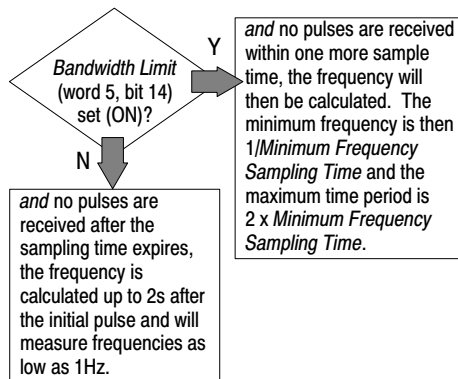 Bandwidth Limit
(word 5, bit 14)
set (ON)?
Y
and no pulses are received
within one more sample
time, the frequency will
then be calculated. The
minimum frequency is then
1/Minimum Frequency
Sampling Time and the
maximum time period is
2 x Minimum Frequency
Sampling Time.
N
and no pulses are
received after the
sampling time expires,
the frequency is
calculated up to 2s after
the initial pulse and will
measure frequencies as
low as 1Hz.